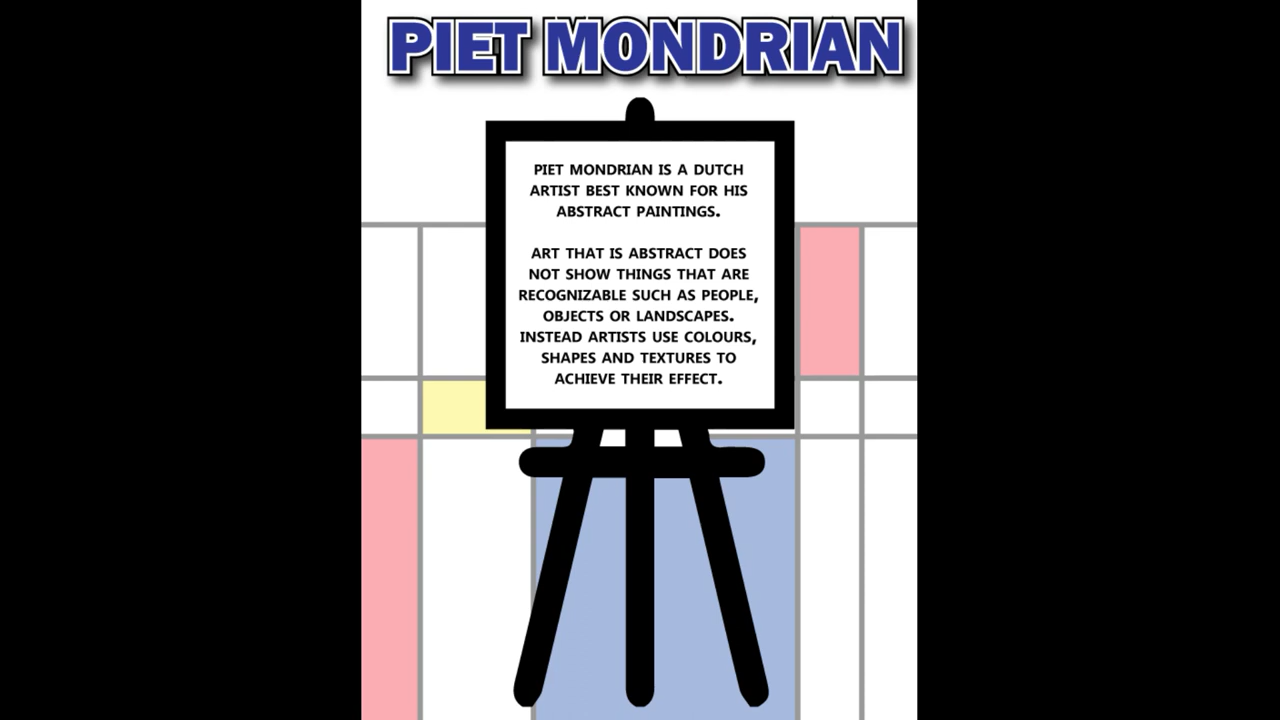 PIET MONDRIAN
PIET MONDRIAN IS A DUTCH
ARTIST BEST KNOWN FOR HIS
ABSTRACT PAINTINGS.
ART THAT IS ABSTRACT DOES
NOT SHOW THINGS THAT ARE
RECOGNIZABLE SUCH AS PEOPLE,
OBJECTS OR LANDSCAPES.
INSTEAD ARTISTS USE COLOURS,
SHAPES AND TEXTURES TO
ACHIEVE THEIR EFFECT.